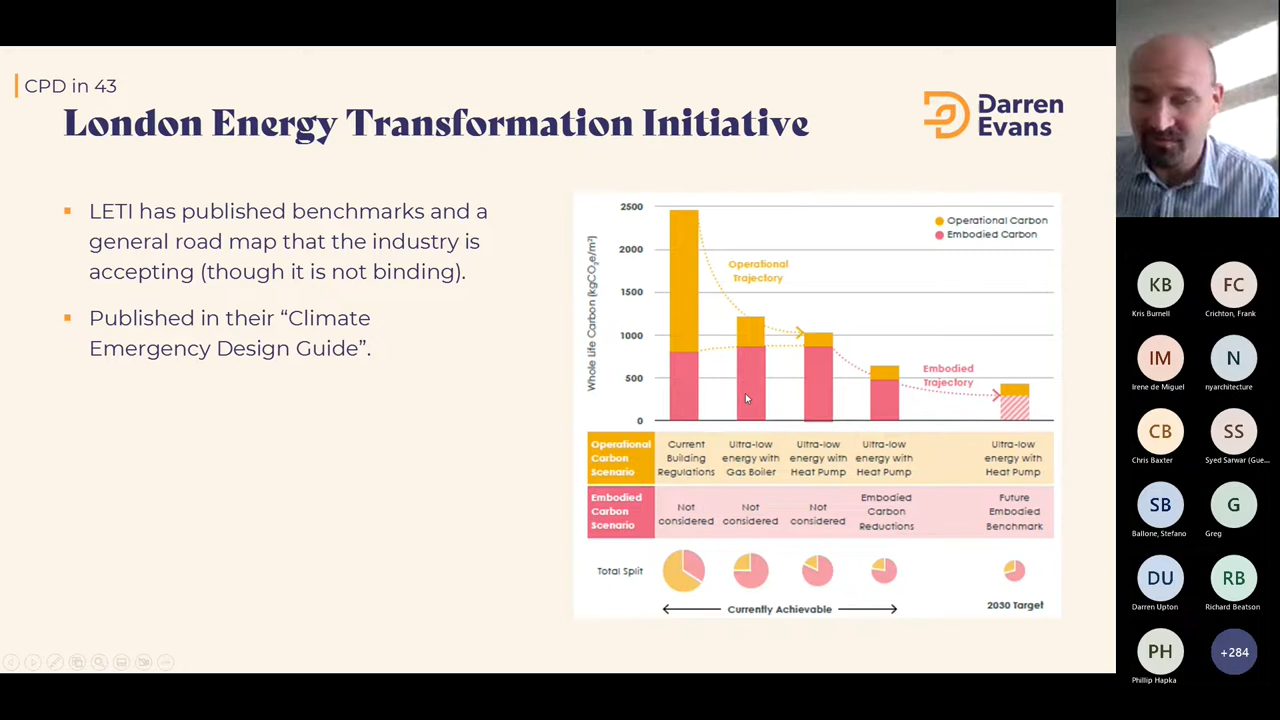 CPD in 43
London Energy Transformation Initiative
Darren
Evans
LETI has published benchmarks and a
general road map that the industry is
accepting (though it is not binding).
Published in their “Climate
Emergency Design Guide”.
Whole Life Carbon (kgCO₂e/m²)
2500
2000
1500
1000
500
0
Operational Carbon
Embodied Carbon
Operational
Trajectory
Embodied
Trajectory
Operational
Carbon
Scenario
Current
Building
Regulations
Ultra-low
energy with
Gas Boiler
Ultra-low
energy with
Heat Pump
Ultra-low
energy with
Heat Pump
Ultra-low
energy with
Heat Pump
Embodied
Carbon
Scenario
Not
considered
Not
considered
Not
considered
Embodied
Carbon
Reductions
Future
Embodied
Benchmark
Total Split
Currently Achievable
2030 Target
KB
Kris Burnell
FC
Crichton, Frank
IM
Irene de Miguel
N
nyarchitecture
CB
Chris Baxter
SS
Syed Sarwar (Gue...
SB
Ballone, Stefano
G
Greg
DU
Darren Upton
RB
Richard Beatson
PH
Phillip Hapka
+284